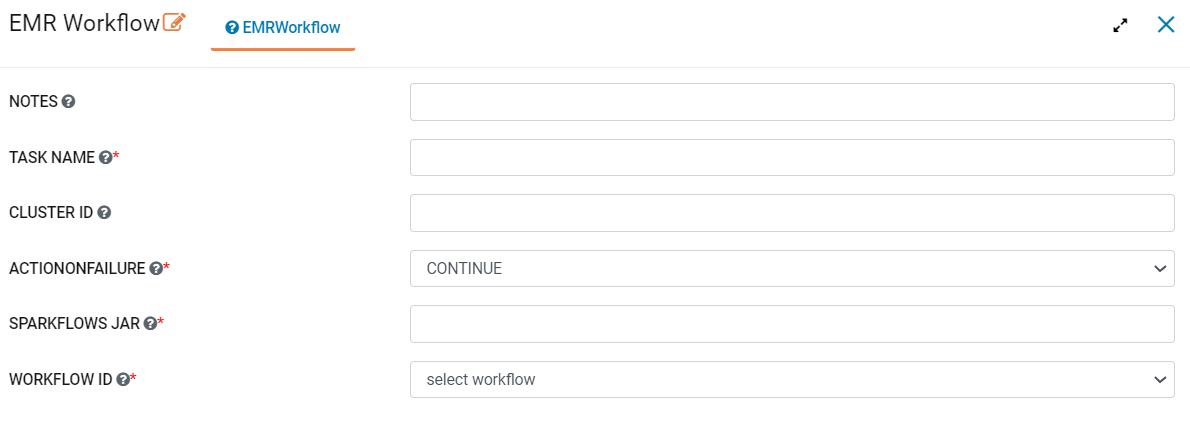 EMR Workflow
EMRWorkflow
NOTES
TASK NAME *
CLUSTER ID
ACTIONONFAILURE *
CONTINUE
SPARKFLOWS JAR *
WORKFLOW ID *
select workflow